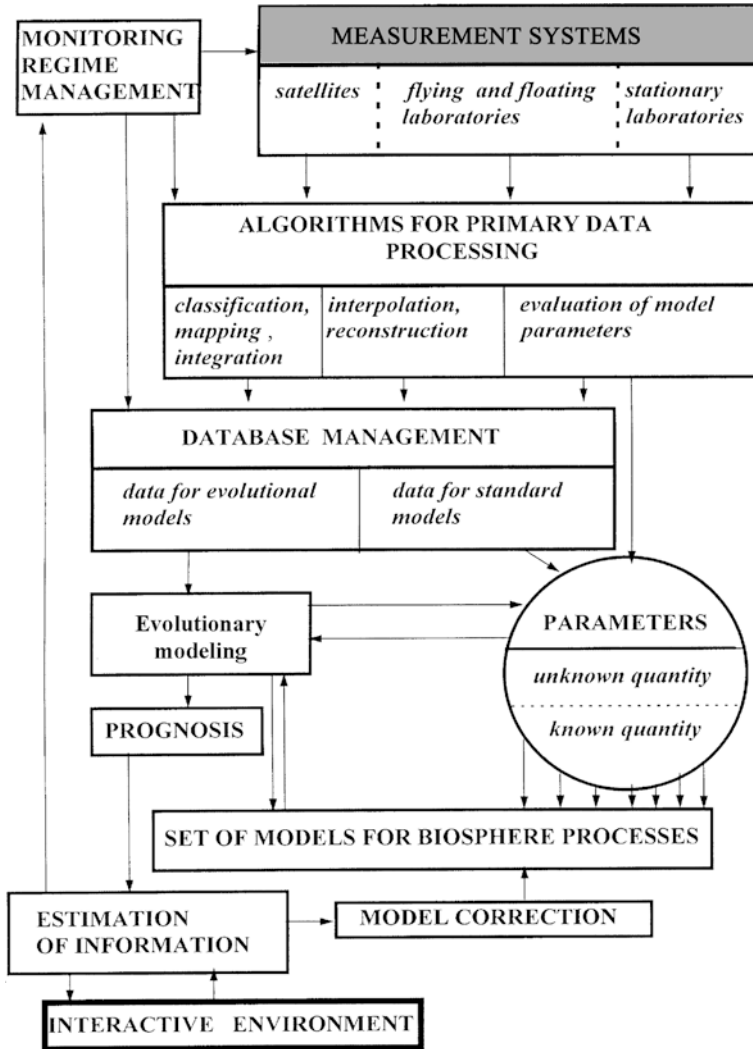 MONITORING
REGIME
MANAGEMENT
MEASUREMENT SYSTEMS
satellites
flying and floating
laboratories
stationary
laboratories
ALGORITHMS FOR PRIMARY DATA
PROCESSING
classification,
mapping ,
integration
interpolation,
reconstruction
evaluation of model
parameters
DATABASE MANAGEMENT
data for evolutional
models
data for standard
models
Evolutionary
modeling
PARAMETERS
unknown quantity
known quantity
PROGNOSIS
SET OF MODELS FOR BIOSPHERE PROCESSES
ESTIMATION
OF INFORMATION
MODEL CORRECTION
INTERACTIVE ENVIRONMENT